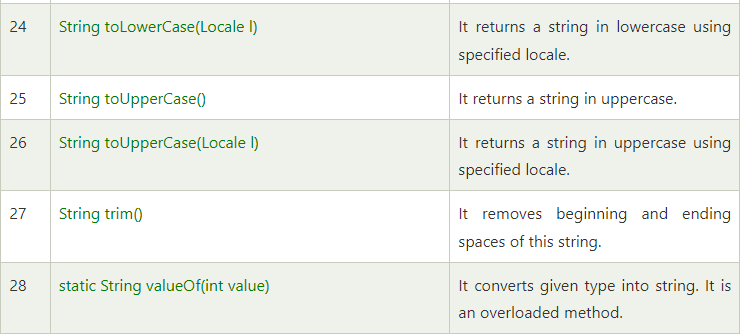 24 String toLowerCase(Locale l) It returns a string in lowercase using
specified locale.
25 String toUpperCase() It returns a string in uppercase.
26 String toUpperCase(Locale l) It returns a string in uppercase using
specified locale.
27 String trim() It removes beginning and ending
spaces of this string.
28 static String valueOf(int value) It converts given type into string. It is
an overloaded method.